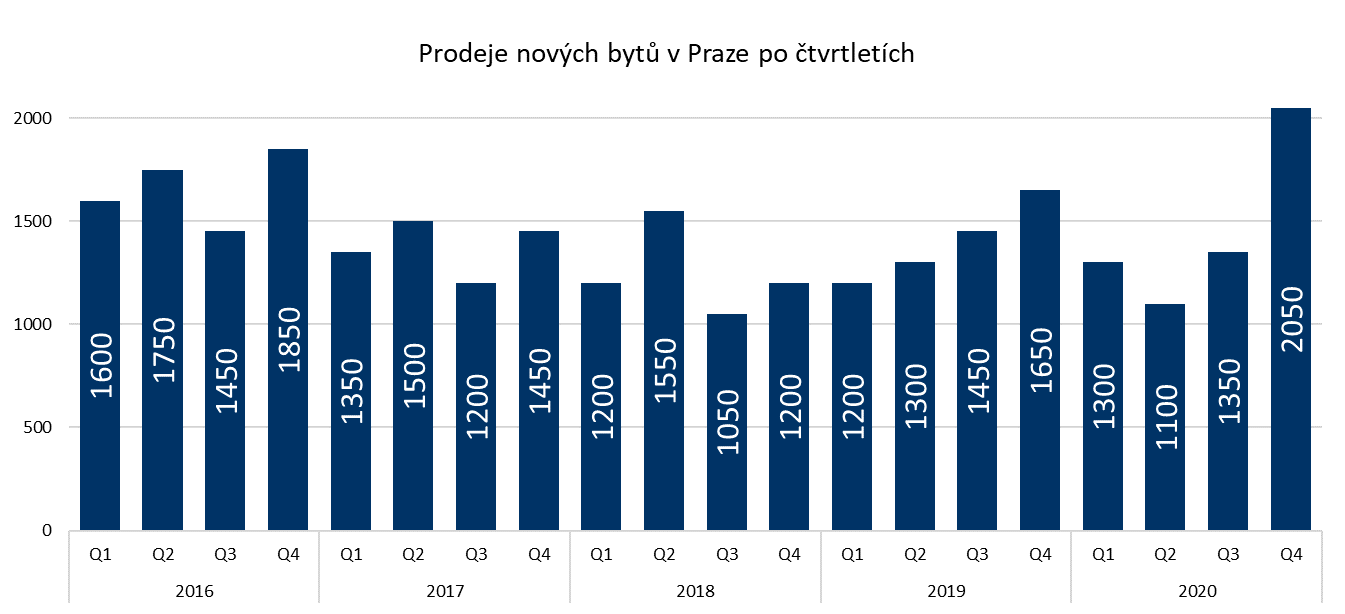 Prodeje nových bytů v Praze po čtvrtletích
2000
1500
1000
500
0
1600 1750 1450 1850 1350 1500 1200 1450 1200 1550 1050 1200 1200 1300 1450 1650 1300 1100 1350 2050
Q1 Q2 Q3 Q4 Q1 Q2 Q3 Q4 Q1 Q2 Q3 Q4 Q1 Q2 Q3 Q4 Q1 Q2 Q3 Q4
2016 2017 2018 2019 2020